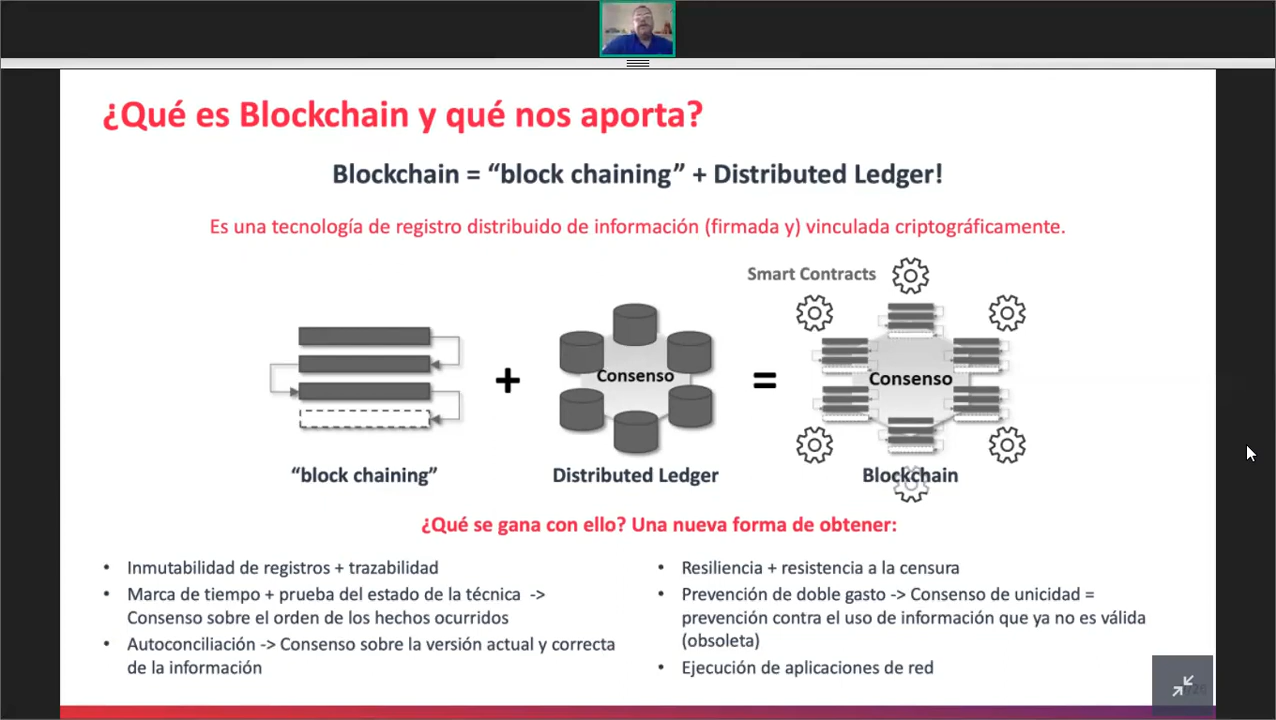 ¿Qué es Blockchain y qué nos aporta?
Blockchain = “block chaining” + Distributed Ledger!
Es una tecnología de registro distribuido de información (firmada y) vinculada criptográficamente.
Smart Contracts
+
Consenso
=
Consenso
“block chaining”
Distributed Ledger
Blockchain
¿Qué se gana con ello? Una nueva forma de obtener:
• Inmutabilidad de registros + trazabilidad
• Marca de tiempo + prueba del estado de la técnica ->
Consenso sobre el orden de los hechos ocurridos
• Autoconciliación -> Consenso sobre la versión actual y correcta
de la información
• Resiliencia + resistencia a la censura
• Prevención de doble gasto -> Consenso de unicidad =
prevención contra el uso de información que ya no es válida
(obsoleta)
• Ejecución de aplicaciones de red